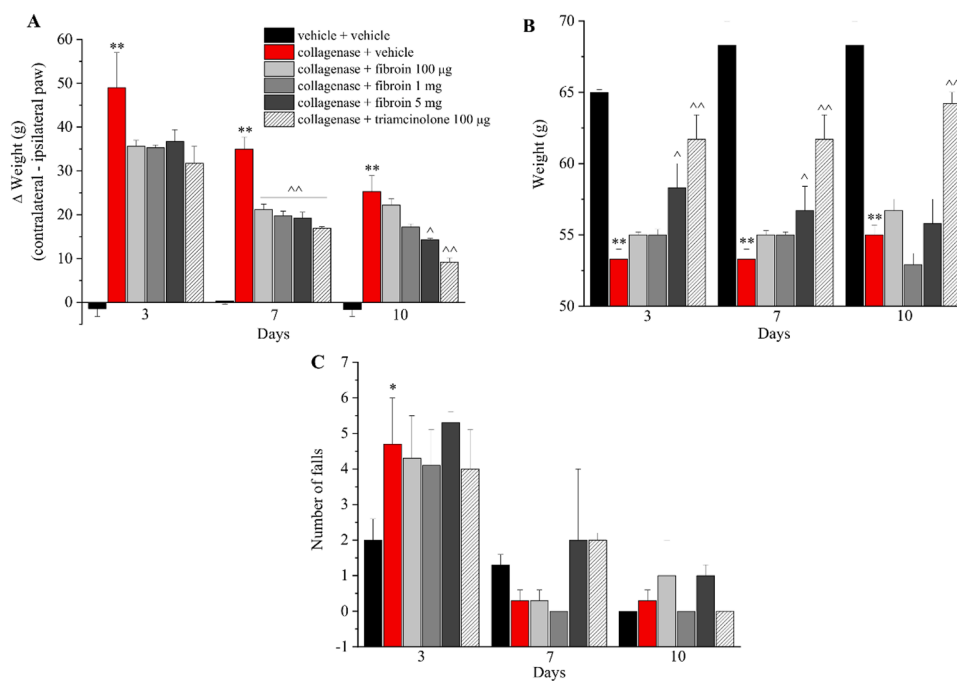 A
vehicle + vehicle
collagenase + vehicle
collagenase + fibroin 100 µg
collagenase + fibroin 1 mg
collagenase + fibroin 5 mg
collagenase + triamcinolone 100 µg
Δ Weight (g)
(contralateral - ipsilateral paw)
60
50
40
30
20
10
0
**
**
^^
**
^
^^
3
7
10
Days
B
Weight (g)
70
65
60
55
50
**
^
^^
**
^
^^
**
^^
3
7
10
Days
C
Number of falls
7
6
5
4
3
2
1
0
-1
*
3
7
10
Days